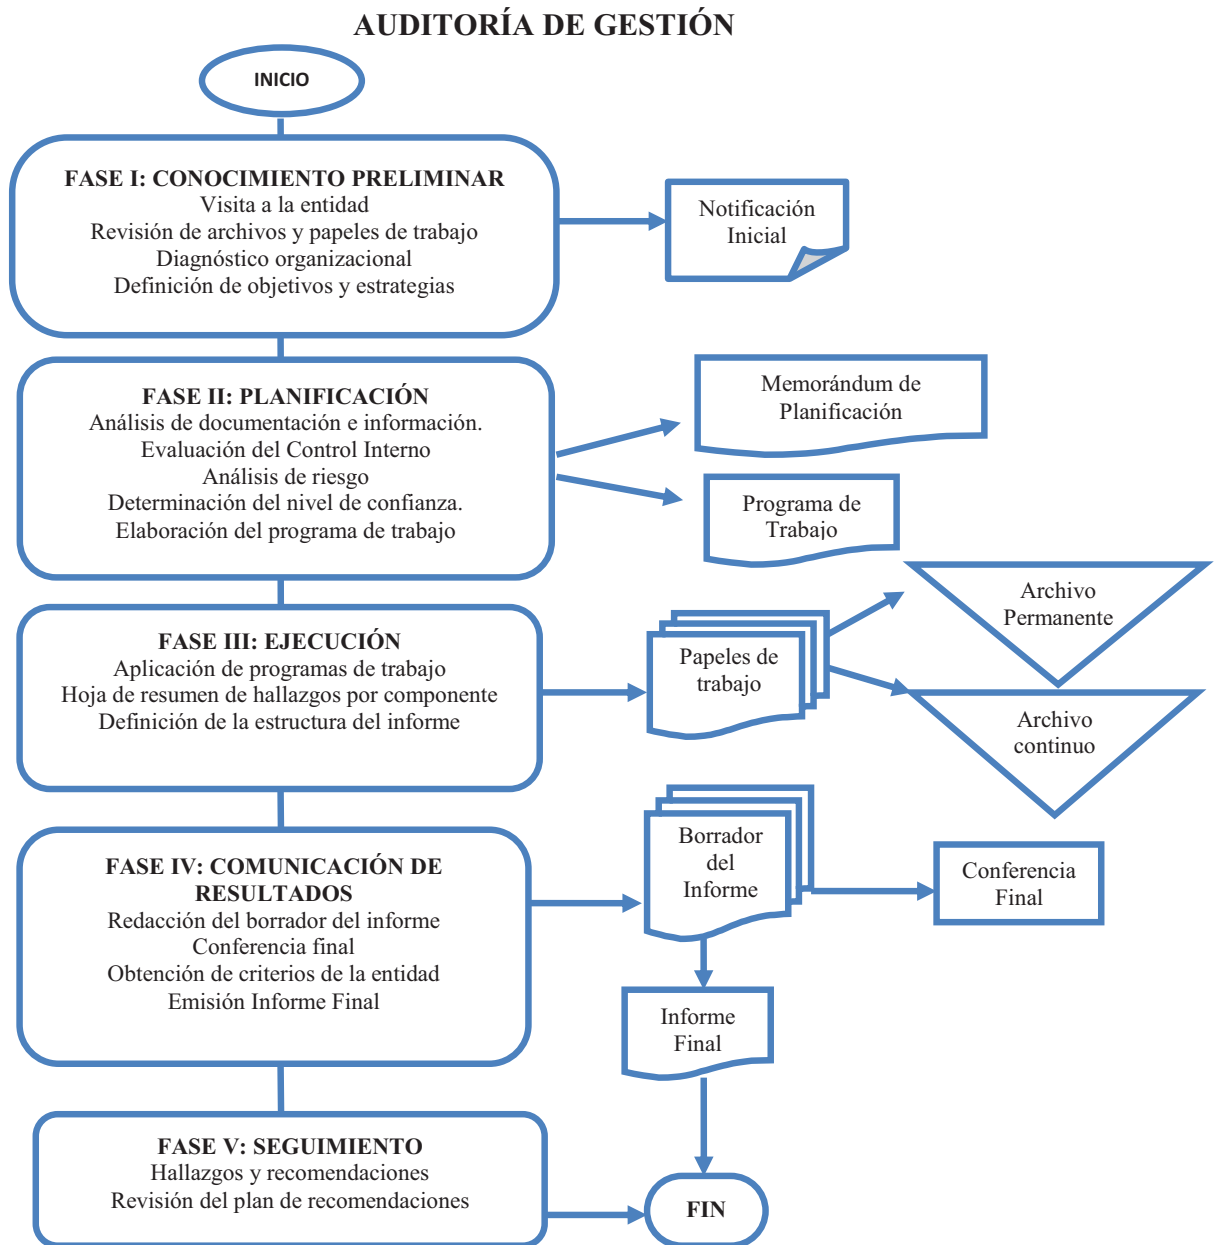 AUDITORÍA DE GESTIÓN
INICIO
FASE I: CONOCIMIENTO PRELIMINAR
Visita a la entidad
Revisión de archivos y papeles de trabajo
Diagnóstico organizacional
Definición de objetivos y estrategias
Notificación
Inicial
FASE II: PLANIFICACIÓN
Análisis de documentación e información.
Evaluación del Control Interno
Análisis de riesgo
Determinación del nivel de confianza.
Elaboración del programa de trabajo
Memorándum de
Planificación
Programa de
Trabajo
FASE III: EJECUCIÓN
Aplicación de programas de trabajo
Hoja de resumen de hallazgos por componente
Definición de la estructura del informe
Papeles de
trabajo
Archivo
Permanente
Archivo
continuo
FASE IV: COMUNICACIÓN DE
RESULTADOS
Redacción del borrador del informe
Conferencia final
Obtención de criterios de la entidad
Emisión Informe Final
Borrador
del
Informe
Conferencia
Final
Informe
Final
FASE V: SEGUIMIENTO
Hallazgos y recomendaciones
Revisión del plan de recomendaciones
FIN